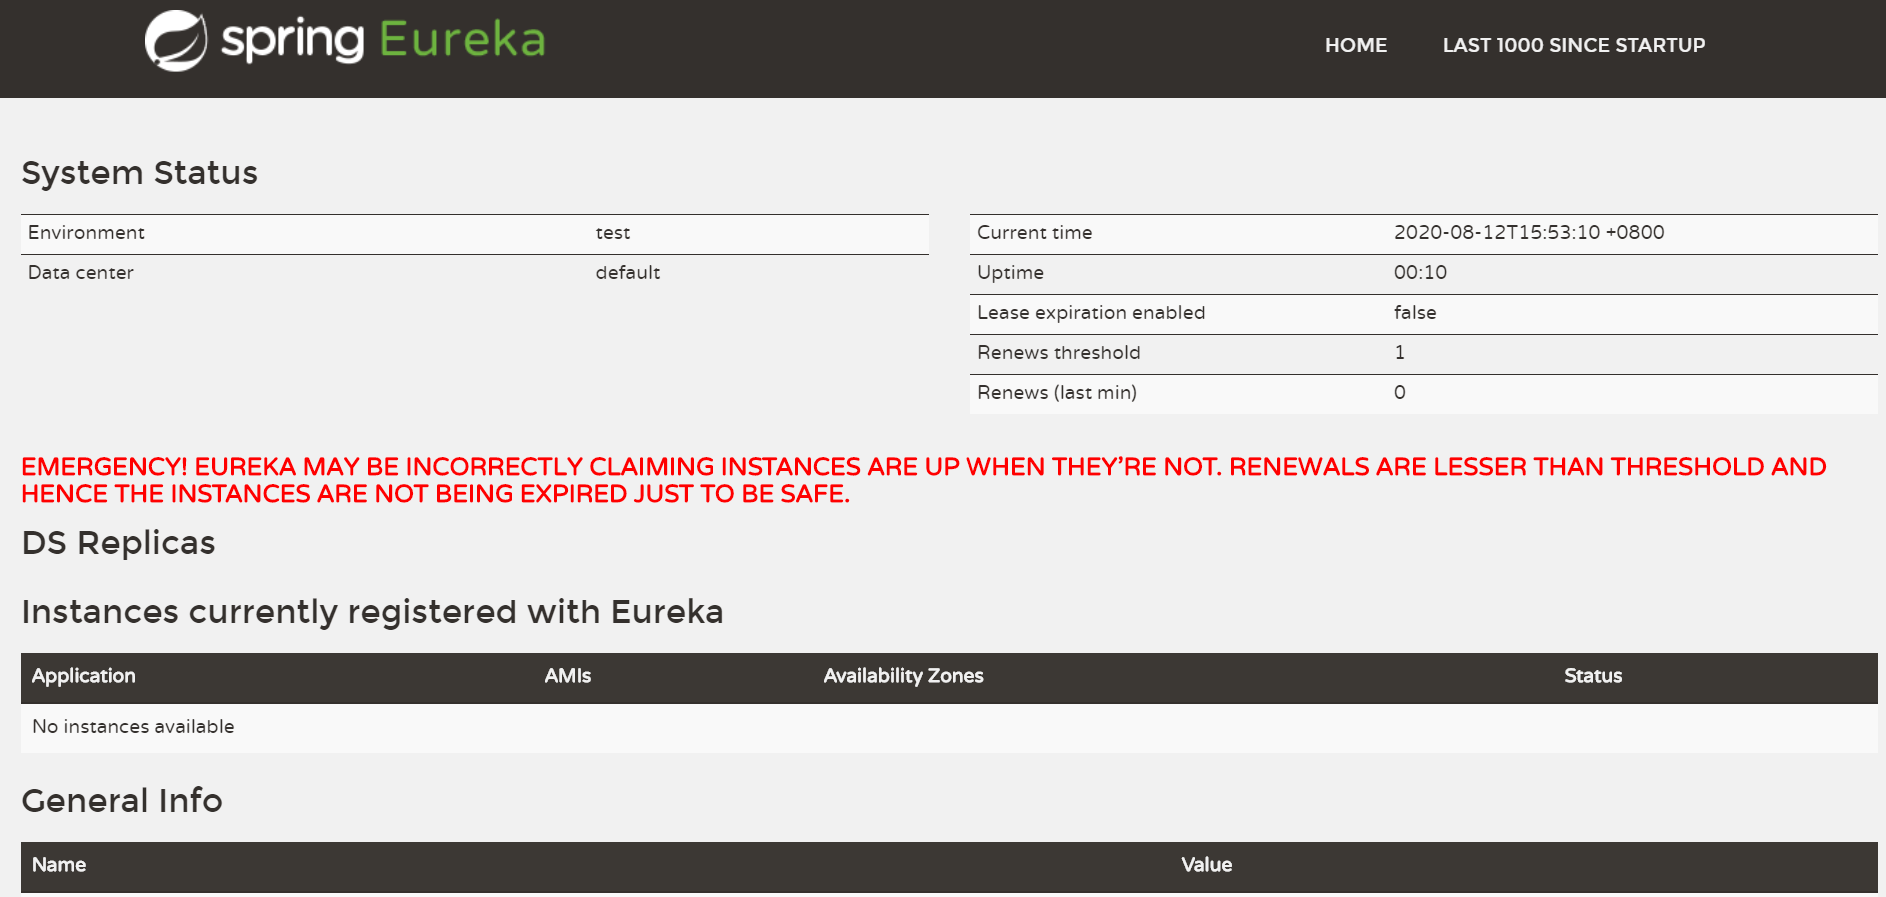 spring Eureka
HOME LAST 1000 SINCE STARTUP
System Status
Environment test
Data center default
Current time 2020-08-12T15:53:10 +0800
Uptime 00:10
Lease expiration enabled false
Renews threshold 1
Renews (last min) 0
EMERGENCY! EUREKA MAY BE INCORRECTLY CLAIMING INSTANCES ARE UP WHEN THEY'RE NOT. RENEWALS ARE LESSER THAN THRESHOLD AND
HENCE THE INSTANCES ARE NOT BEING EXPIRED JUST TO BE SAFE.
DS Replicas
Instances currently registered with Eureka
Application AMIs Availability Zones Status
No instances available
General Info
Name Value